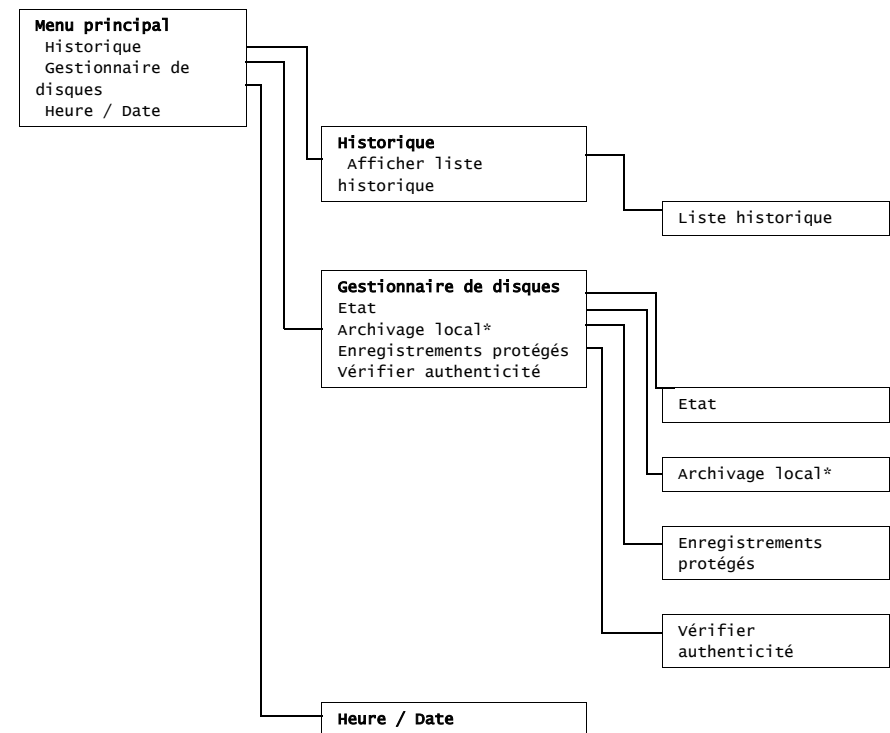 Menu principal
Historique
Gestionnaire de
disques
Heure / Date
Historique
Afficher liste
historique
Liste historique
Gestionnaire de disques
Etat
Archivage local*
Enregistrements protégés
Vérifier authenticité
Etat
Archivage local*
Enregistrements
protégés
Vérifier
authenticité
Heure / Date